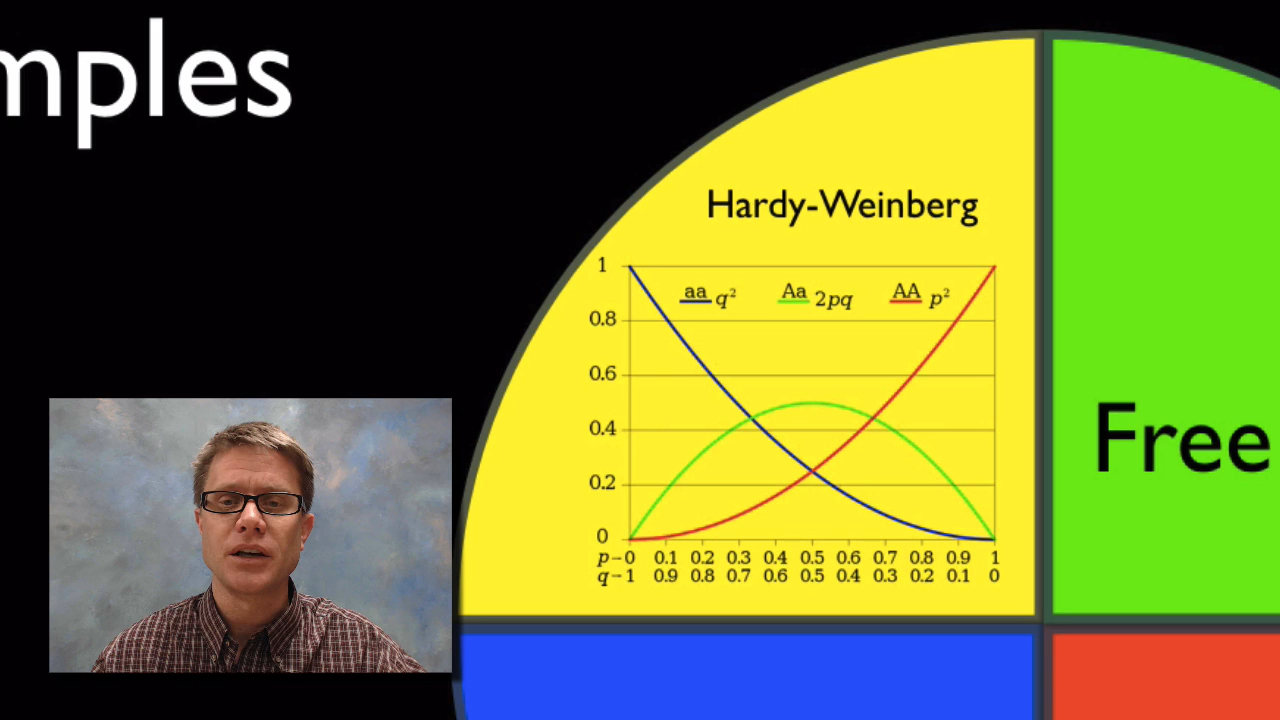 mples
Hardy-Weinberg
1
aa q² Aa 2pq AA p²
0.8
0.6
0.4
Free
0.2
0
p – 0 0.1 0.2 0.3 0.4 0.5 0.6 0.7 0.8 0.9 1
q – 1 0.9 0.8 0.7 0.6 0.5 0.4 0.3 0.2 0.1 0